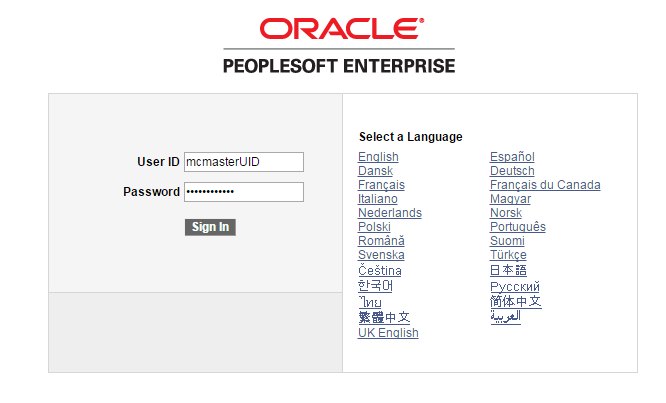 ORACLE®
PEOPLESOFT ENTERPRISE
User ID mcmasterUID
Password ••••••••••••
Sign In
Select a Language
English Español
Dansk Deutsch
Français Français du Canada
Italiano Magyar
Nederlands Norsk
Polski Português
Română Suomi
Svenska Türkçe
Čeština 日本語
한국어 Русский
ไทย 简体中文
繁體中文 العربية
UK English